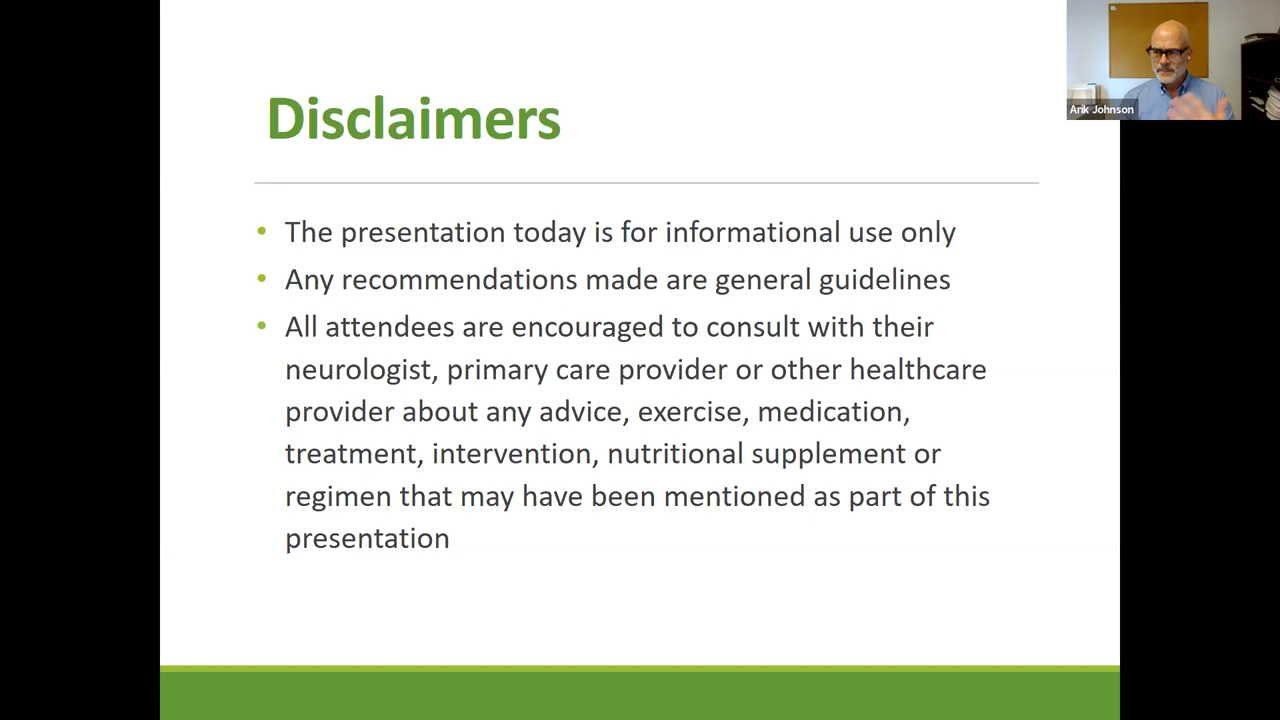 Disclaimers
Arik Johnson
• The presentation today is for informational use only
• Any recommendations made are general guidelines
• All attendees are encouraged to consult with their
neurologist, primary care provider or other healthcare
provider about any advice, exercise, medication,
treatment, intervention, nutritional supplement or
regimen that may have been mentioned as part of this
presentation